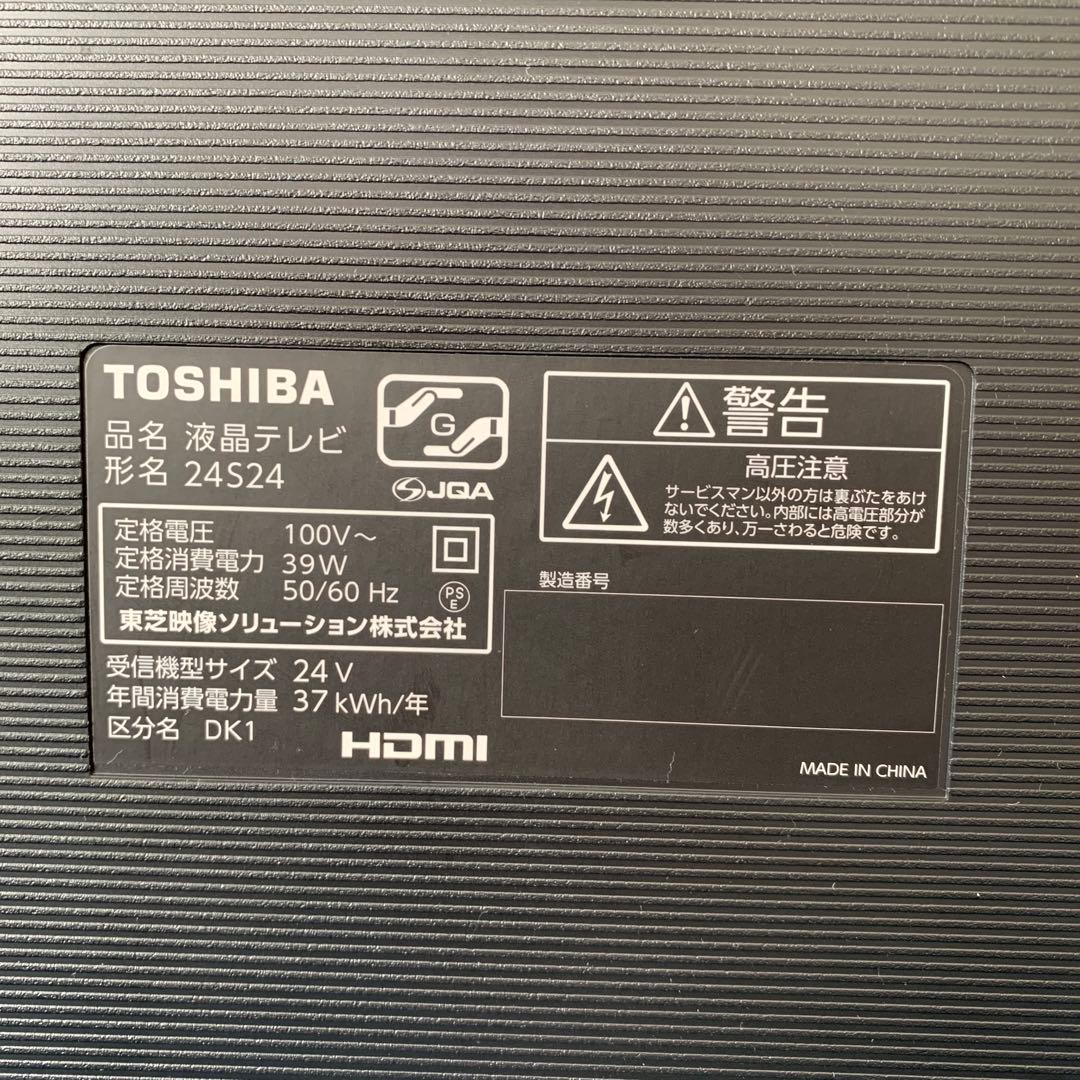 TOSHIBA
品名 液晶テレビ
形名 24S24
G
JQA
定格電圧 100V～
定格消費電力 39W
定格周波数 50/60 Hz
PS
E
東芝映像ソリューション株式会社
受信機型サイズ 24 V
年間消費電力量 37 kWh/年
区分名 DK1
HDMI
警告
高圧注意
サービスマン以外の方は裏ぶたをあけ
ないでください。内部には高電圧部分が
数多くあり、万一さわると危険です。
製造番号
MADE IN CHINA